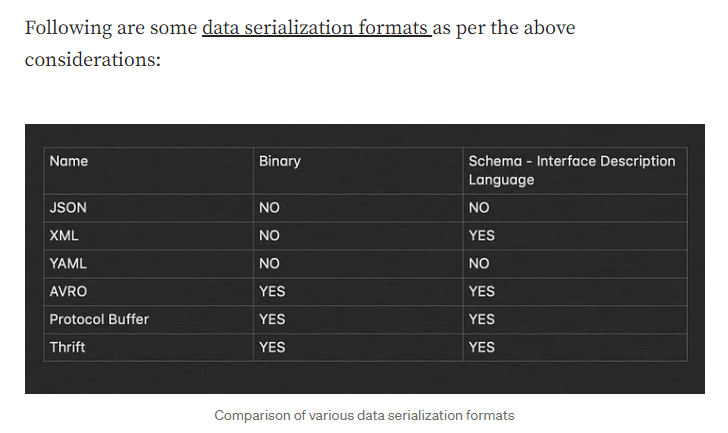 Following are some data serialization formats as per the above
considerations:
Name Binary Schema - Interface Description
Language
JSON NO NO
XML NO YES
YAML NO NO
AVRO YES YES
Protocol Buffer YES YES
Thrift YES YES
Comparison of various data serialization formats